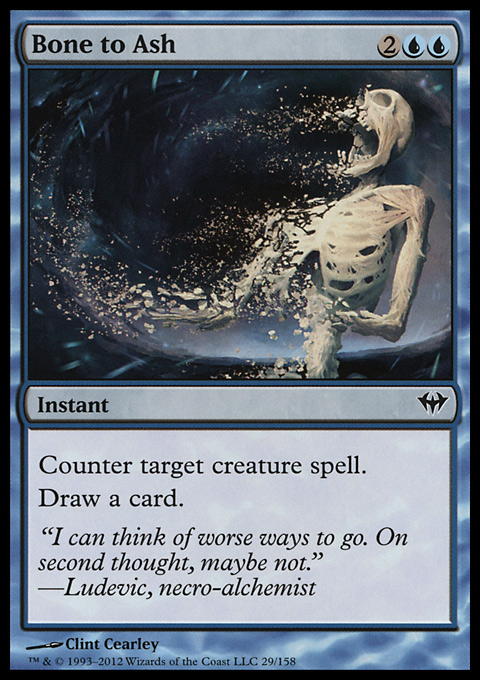 Bone to Ash 2
Instant
Counter target creature spell.
Draw a card.
“I can think of worse ways to go. On
second thought, maybe not.”
—Ludevic, necro-alchemist
Clint Cearley
™ & © 1993–2012 Wizards of the Coast LLC 29/158